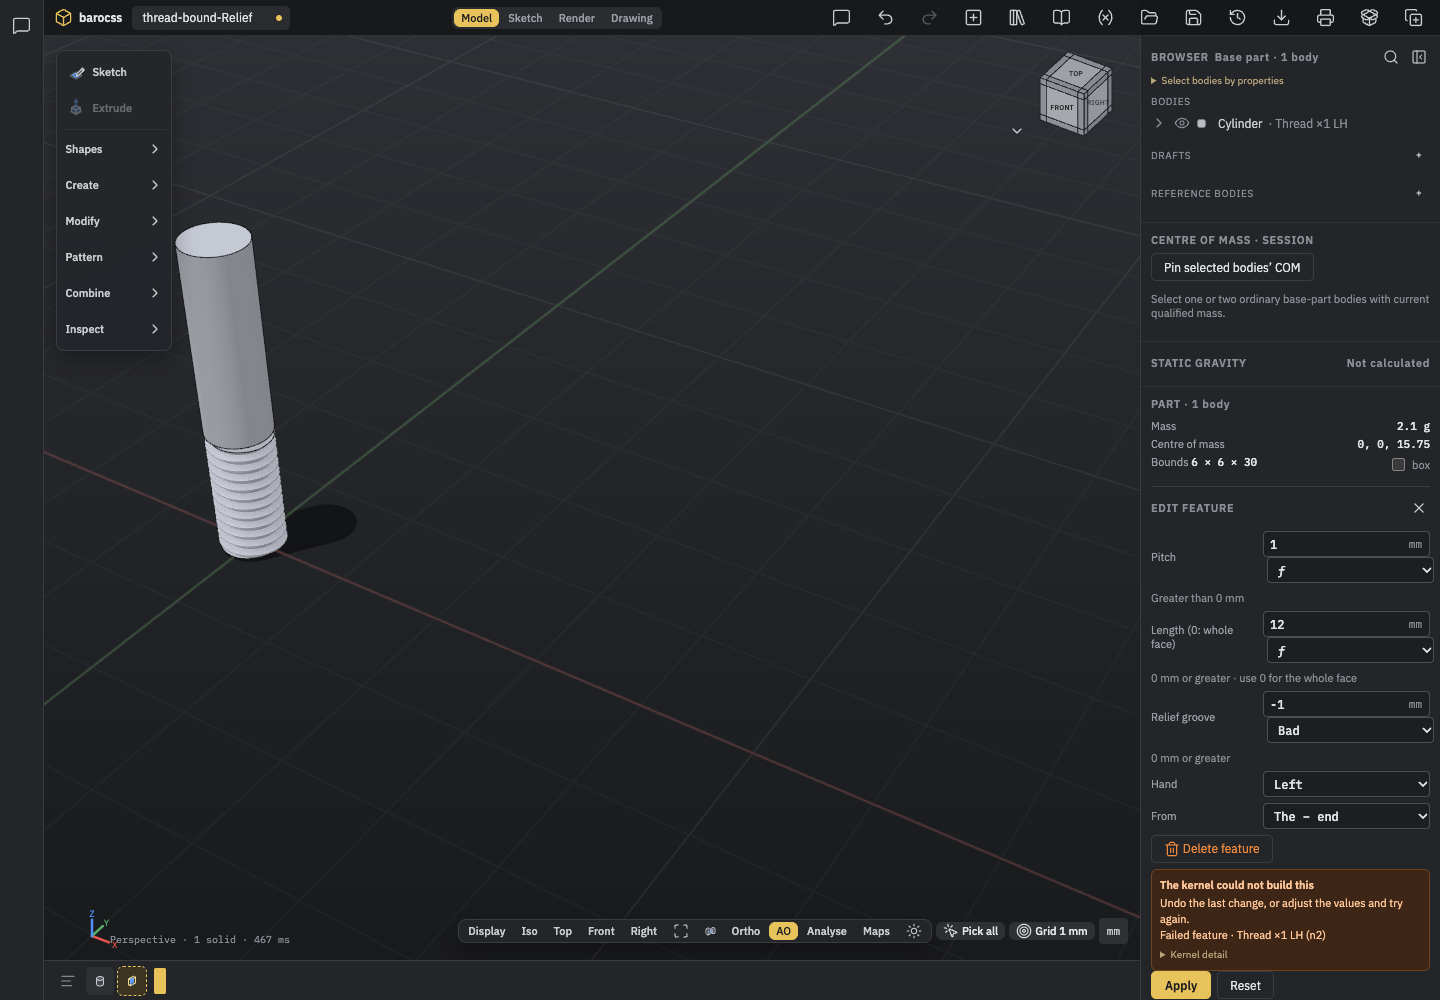 barocss
thread-bound-Relief
Model
Sketch
Render
Drawing
Sketch
Extrude
Shapes
Create
Modify
Pattern
Combine
Inspect
TOP
FRONT
RIGHT
BROWSER Base part · 1 body
Select bodies by properties
BODIES
Cylinder · Thread ×1 LH
DRAFTS
REFERENCE BODIES
CENTRE OF MASS · SESSION
Pin selected bodies’ COM
Select one or two ordinary base-part bodies with current
qualified mass.
STATIC GRAVITY Not calculated
PART · 1 body
Mass 2.1 g
Centre of mass 0, 0, 15.75
Bounds 6 × 6 × 30 box
EDIT FEATURE
Pitch 1 mm
ƒ
Greater than 0 mm
Length (0: whole
face)
12 mm
ƒ
0 mm or greater · use 0 for the whole face
Relief groove -1 mm
Bad
0 mm or greater
Hand Left
From The − end
Delete feature
The kernel could not build this
Undo the last change, or adjust the values and try
again.
Failed feature · Thread ×1 LH (n2)
Kernel detail
Apply Reset
Z
Y
X
Perspective · 1 solid · 467 ms
Display Iso Top Front Right Ortho AO Analyse Maps Pick all Grid 1 mm mm